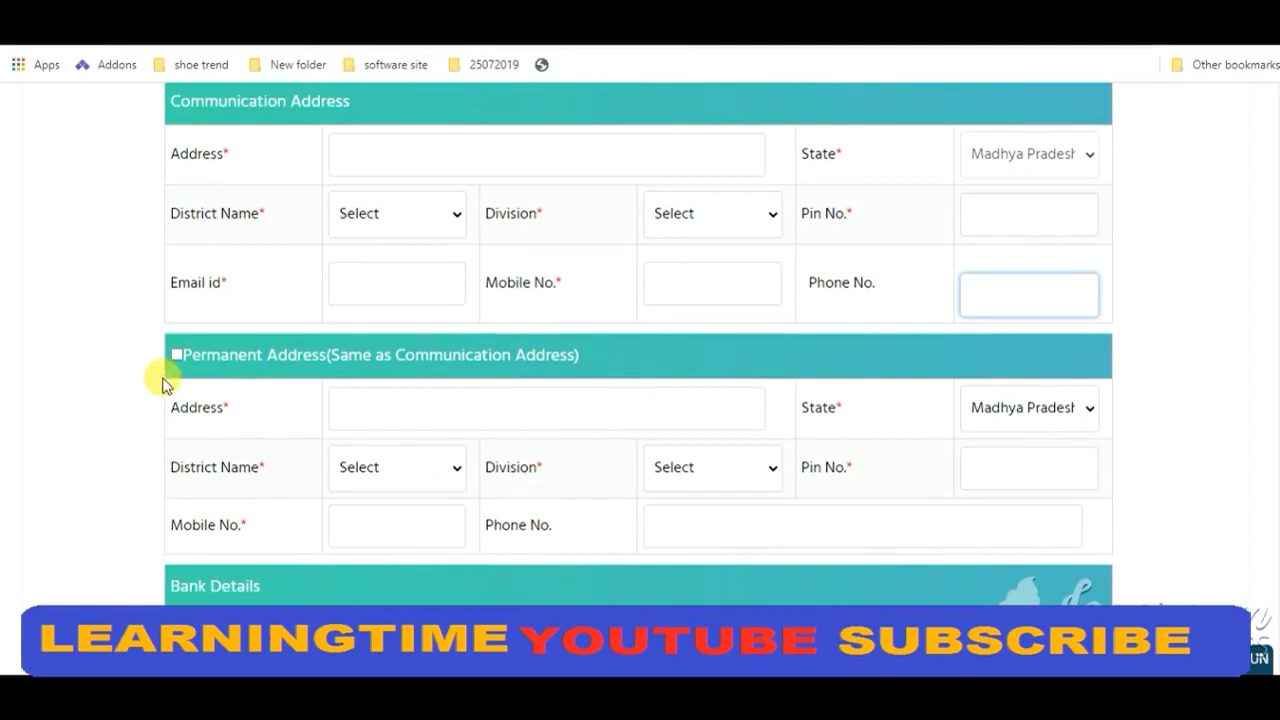 Apps Addons shoe trend New folder software site 25072019 Other bookmarks
Communication Address
Address* State* Madhya Pradesh
District Name* Select Division* Select Pin No.*
Email id* Mobile No.* Phone No.
Permanent Address(Same as Communication Address)
Address* State* Madhya Pradesh
District Name* Select Division* Select Pin No.*
Mobile No.* Phone No.
Bank Details
LEARNINGTIME YOUTUBE SUBSCRIBE
UN